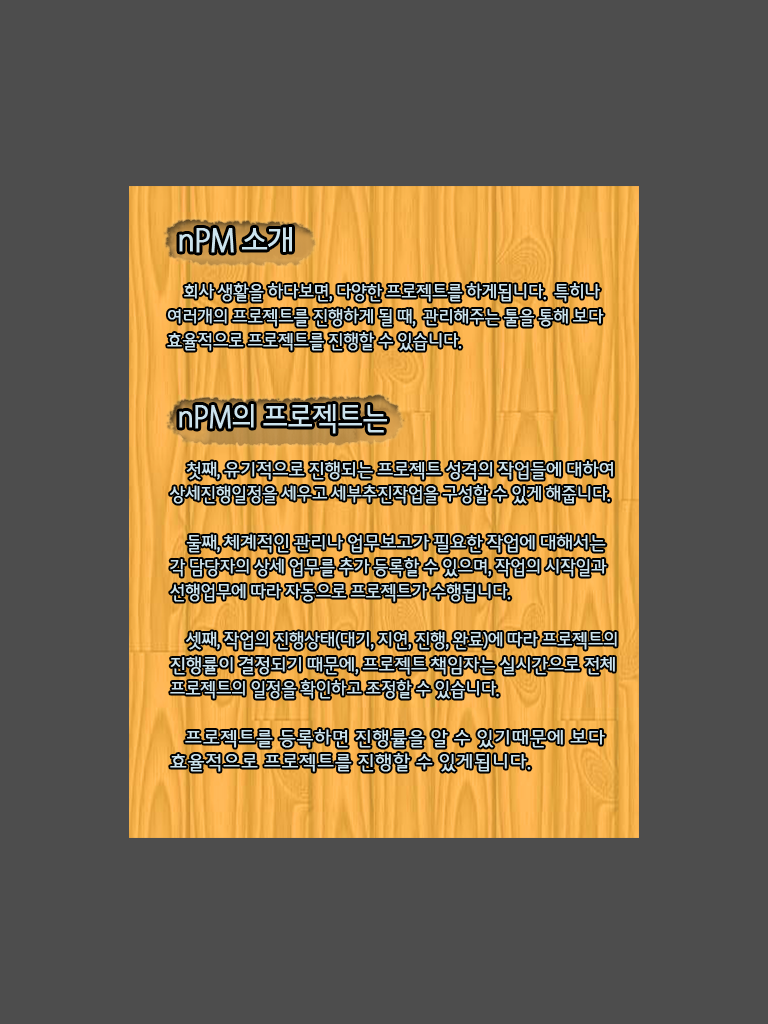 nPM 소개
회사 생활을 하다보면, 다양한 프로젝트를 하게됩니다. 특히나
여러개의 프로젝트를 진행하게 될 때, 관리해주는 툴을 통해 보다
효율적으로 프로젝트를 진행할 수 있습니다.
nPM의 프로젝트는
첫째, 유기적으로 진행되는 프로젝트 성격의 작업들에 대하여
상세진행일정을 세우고 세부추진작업을 구성할 수 있게 해줍니다.
둘째, 체계적인 관리나 업무보고가 필요한 작업에 대해서는
각 담당자의 상세 업무를 추가 등록할 수 있으며, 작업의 시작일과
선행업무에 따라 자동으로 프로젝트가 수행됩니다.
셋째, 작업의 진행상태(대기, 지연, 진행, 완료)에 따라 프로젝트의
진행률이 결정되기 때문에, 프로젝트 책임자는 실시간으로 전체
프로젝트의 일정을 확인하고 조정할 수 있습니다.
프로젝트를 등록하면 진행률을 알 수 있기때문에 보다
효율적으로 프로젝트를 진행할 수 있게됩니다.